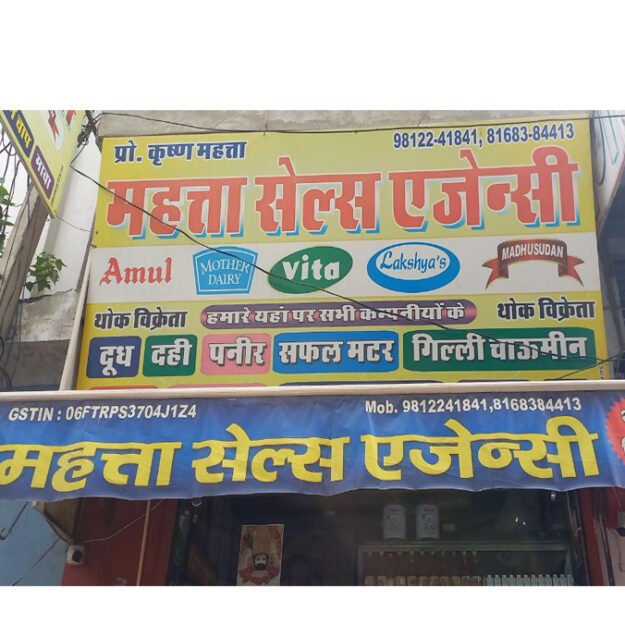 प्रो. कृष्ण महत्ता
98122-41841, 81683-84413
महत्ता सेल्स एजेन्सी
Amul
MOTHER DAIRY
vita
Lakshya's
MADHUSUDAN
थोक विक्रेता हमारे यहां पर सभी कम्पनीयों के थोक विक्रेता
दूध दही पनीर सफल मटर गिल्ली चाऊमीन
GSTIN : 06FTRPS3704J1Z4 Mob. 9812241841,8168384413
महत्ता सेल्स एजेन्सी